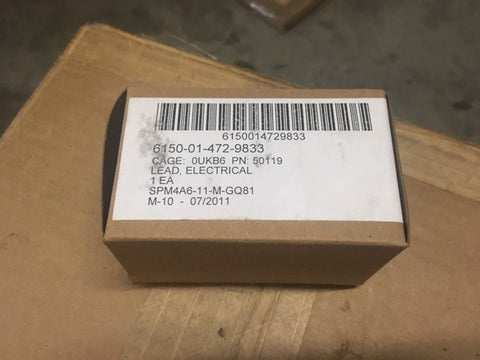 6150014729833
6150-01-472-9833
CAGE: 0UKB6 PN: 50119
LEAD, ELECTRICAL
1 EA
SPM4A6-11-M-GQ81
M-10 - 07/2011